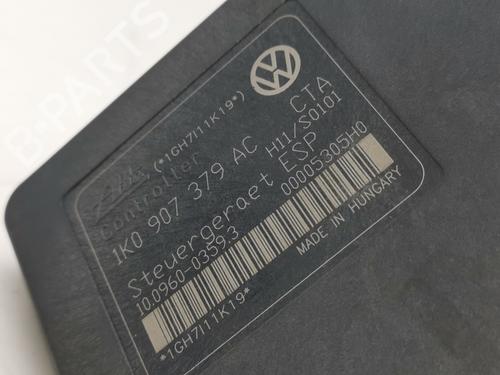 B-PARTS
(*1GH7I11K19*)
Controller CTA
1K0 907 379 AC H11/S0101
Steuergeraet ESP
10.0960-0359.3 00005305H0
MADE IN HUNGARY
*1GH7I11K19*